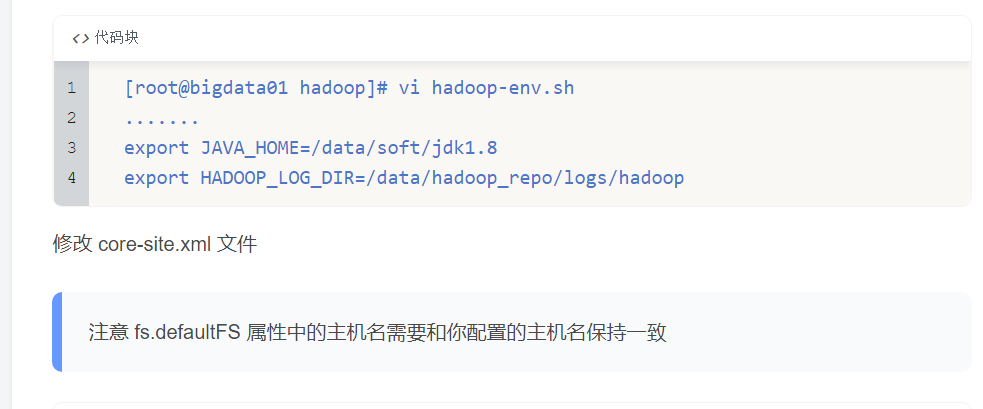 <> 代码块
1 [root@bigdata01 hadoop]# vi hadoop-env.sh
2 .......
3 export JAVA_HOME=/data/soft/jdk1.8
4 export HADOOP_LOG_DIR=/data/hadoop_repo/logs/hadoop
修改 core-site.xml 文件
注意 fs.defaultFS 属性中的主机名需要和你配置的主机名保持一致